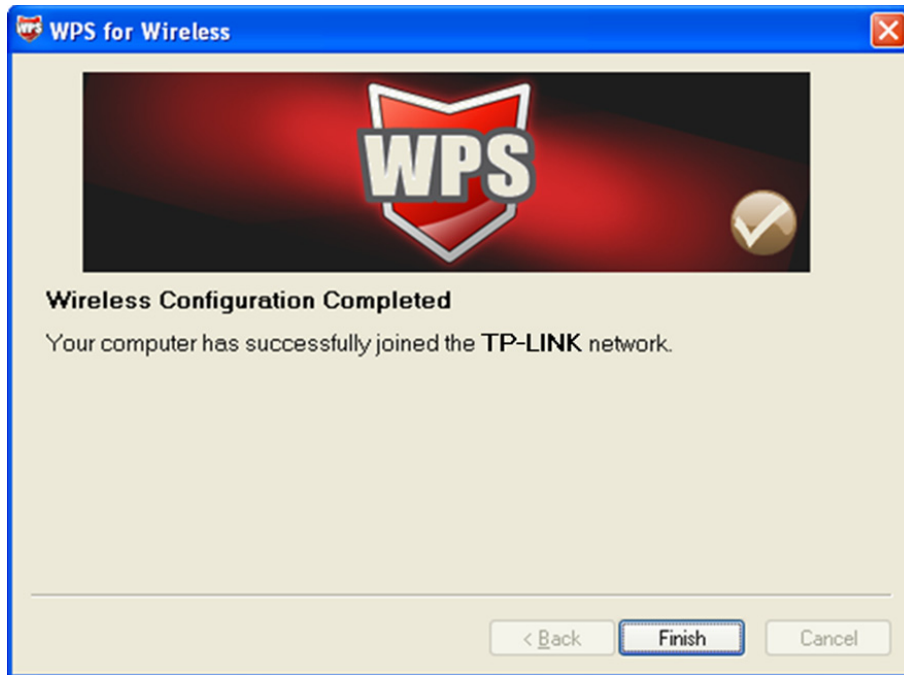 WPS WPS for Wireless
WPS
Wireless Configuration Completed
Your computer has successfully joined the TP-LINK network.
< Back Finish Cancel